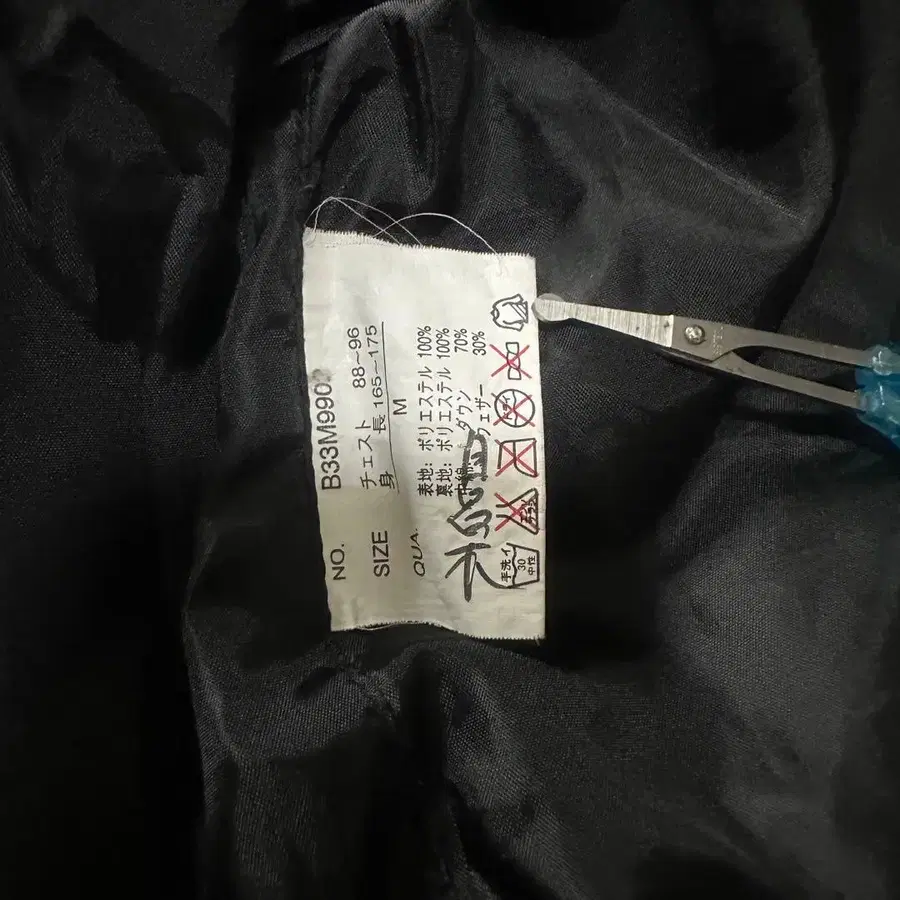 NO. B33M990
SIZE チェスト 88~96
身長 165~175
M
QUA. 表地: ポリエステル 100%
裏地: ポリエステル 100%
ダウン 70%
フェザー 30%
手洗イ
30
中性